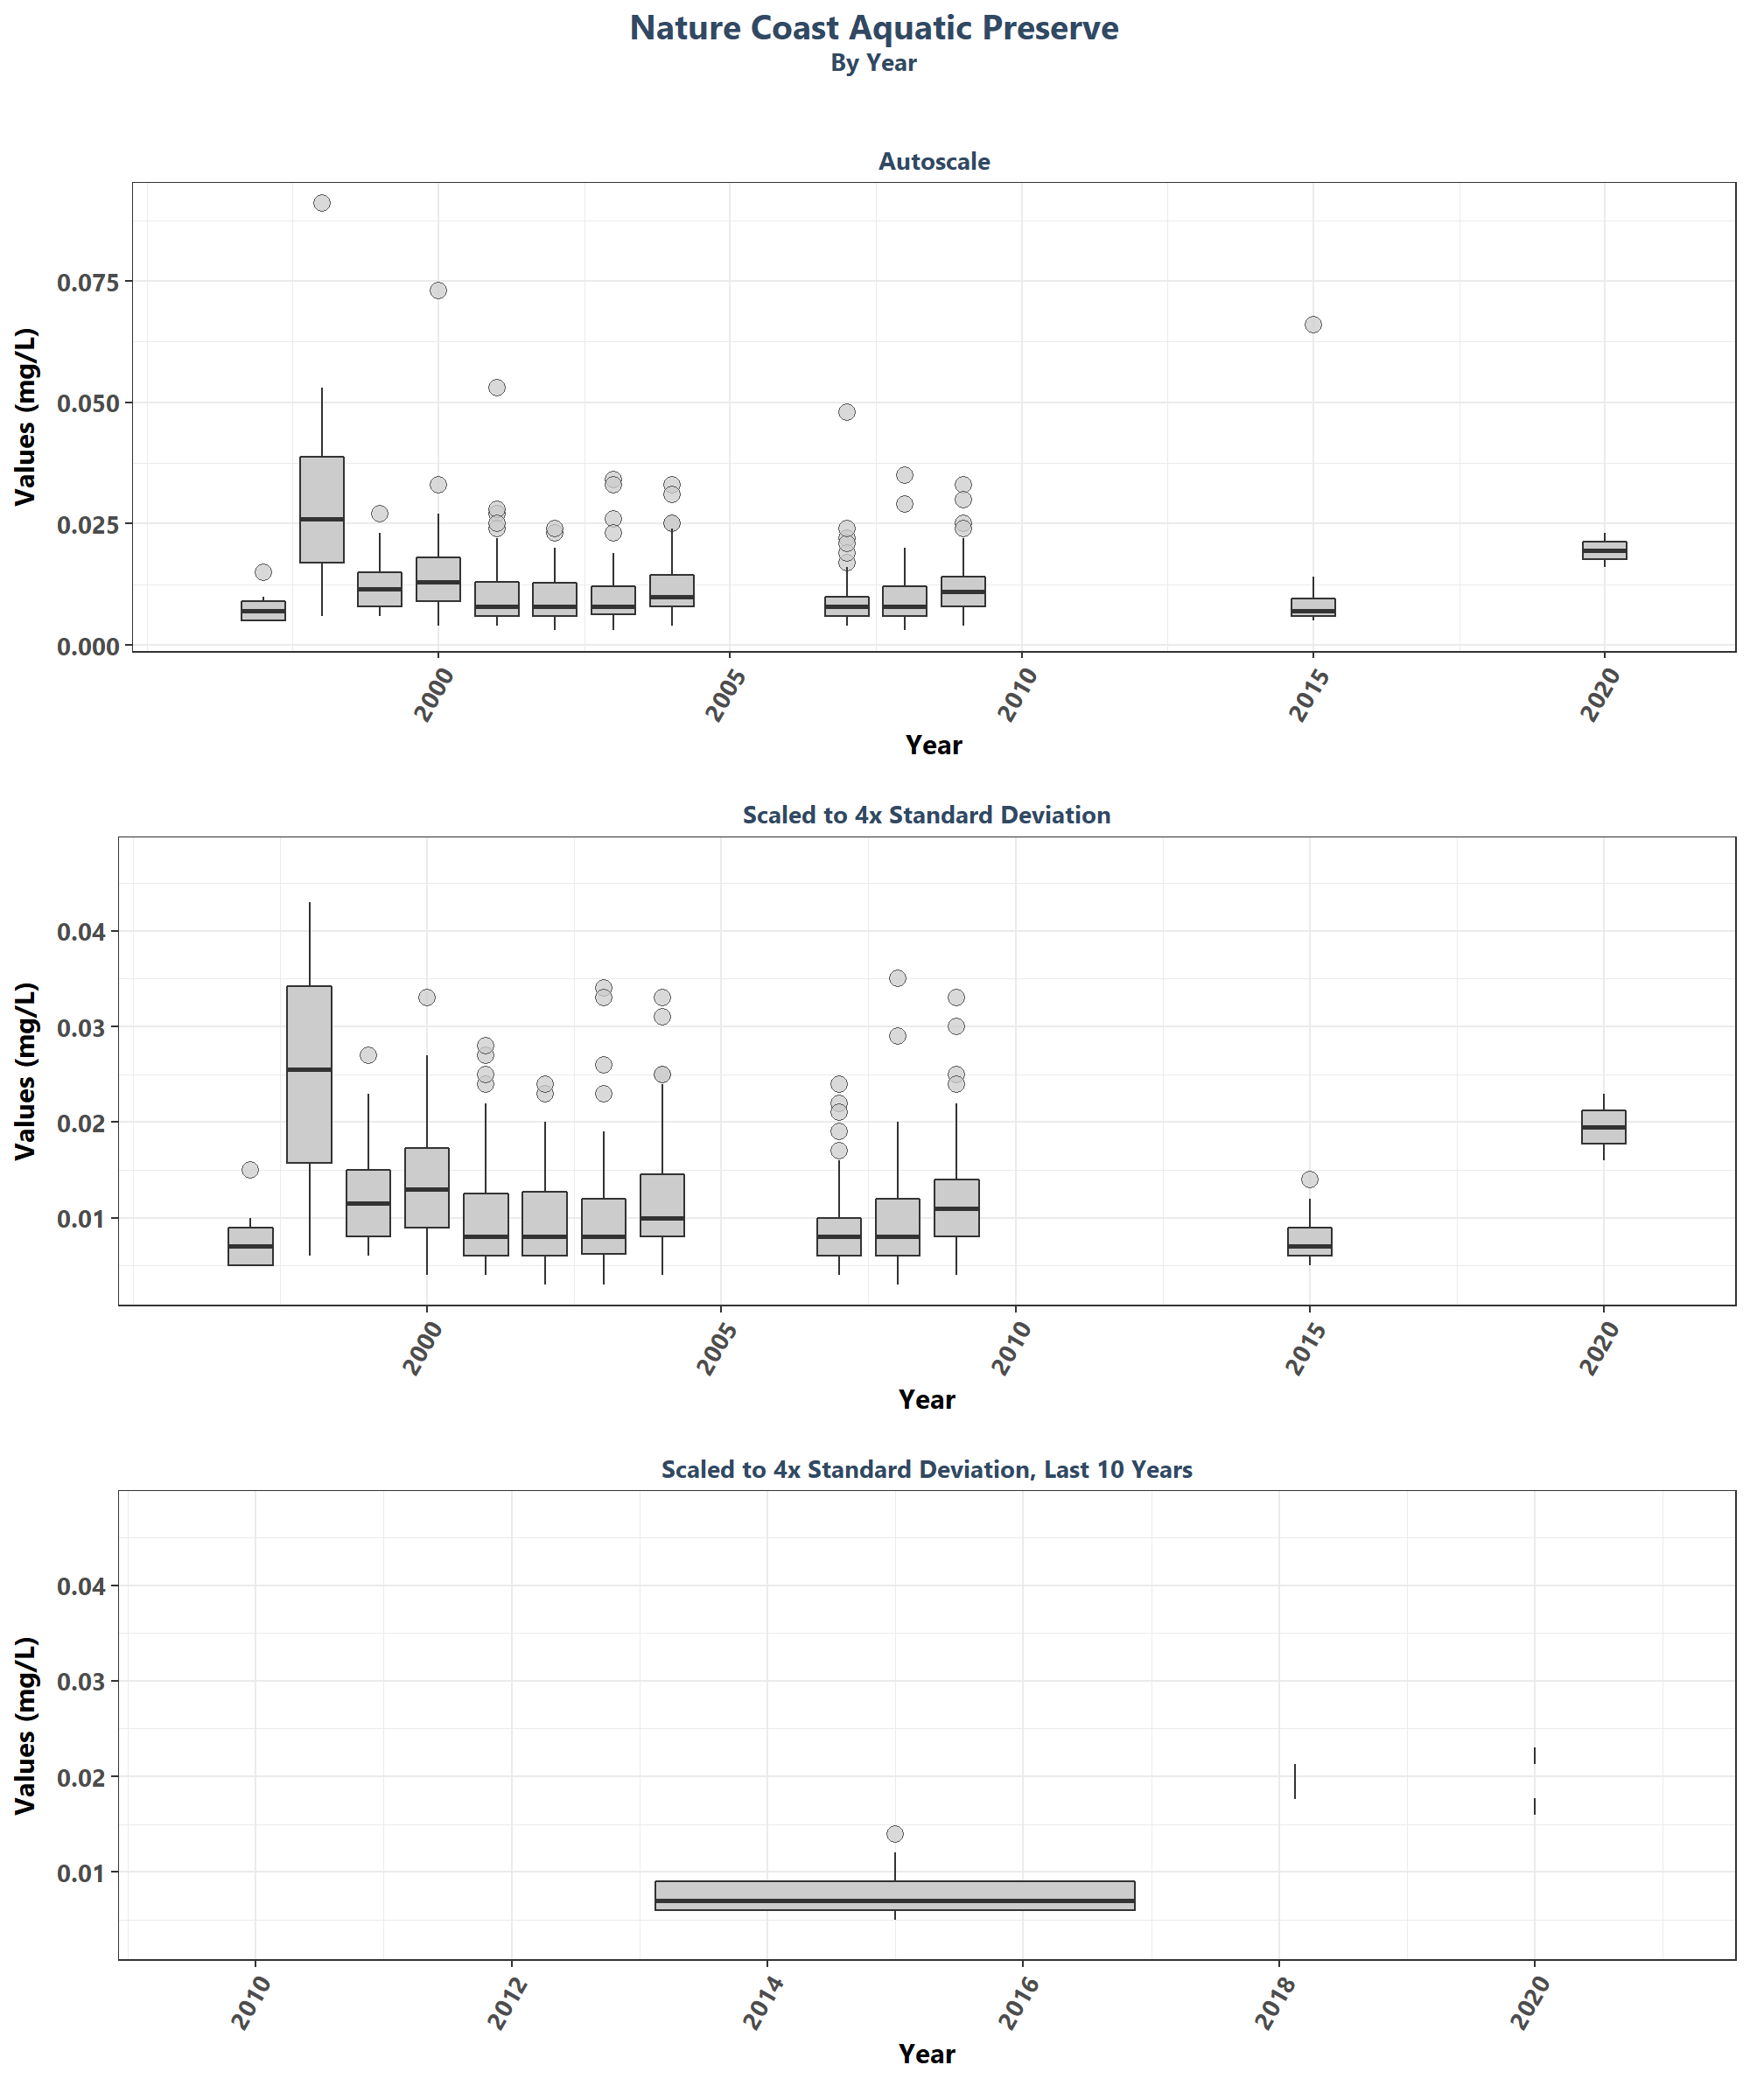 Nature Coast Aquatic Preserve
By Year
Autoscale
Values (mg/L)
0.075
0.050
0.025
0.000
2000
2005
2010
2015
2020
Year
Scaled to 4x Standard Deviation
Values (mg/L)
0.04
0.03
0.02
0.01
2000
2005
2010
2015
2020
Year
Scaled to 4x Standard Deviation, Last 10 Years
Values (mg/L)
0.04
0.03
0.02
0.01
2010
2012
2014
2016
2018
2020
Year